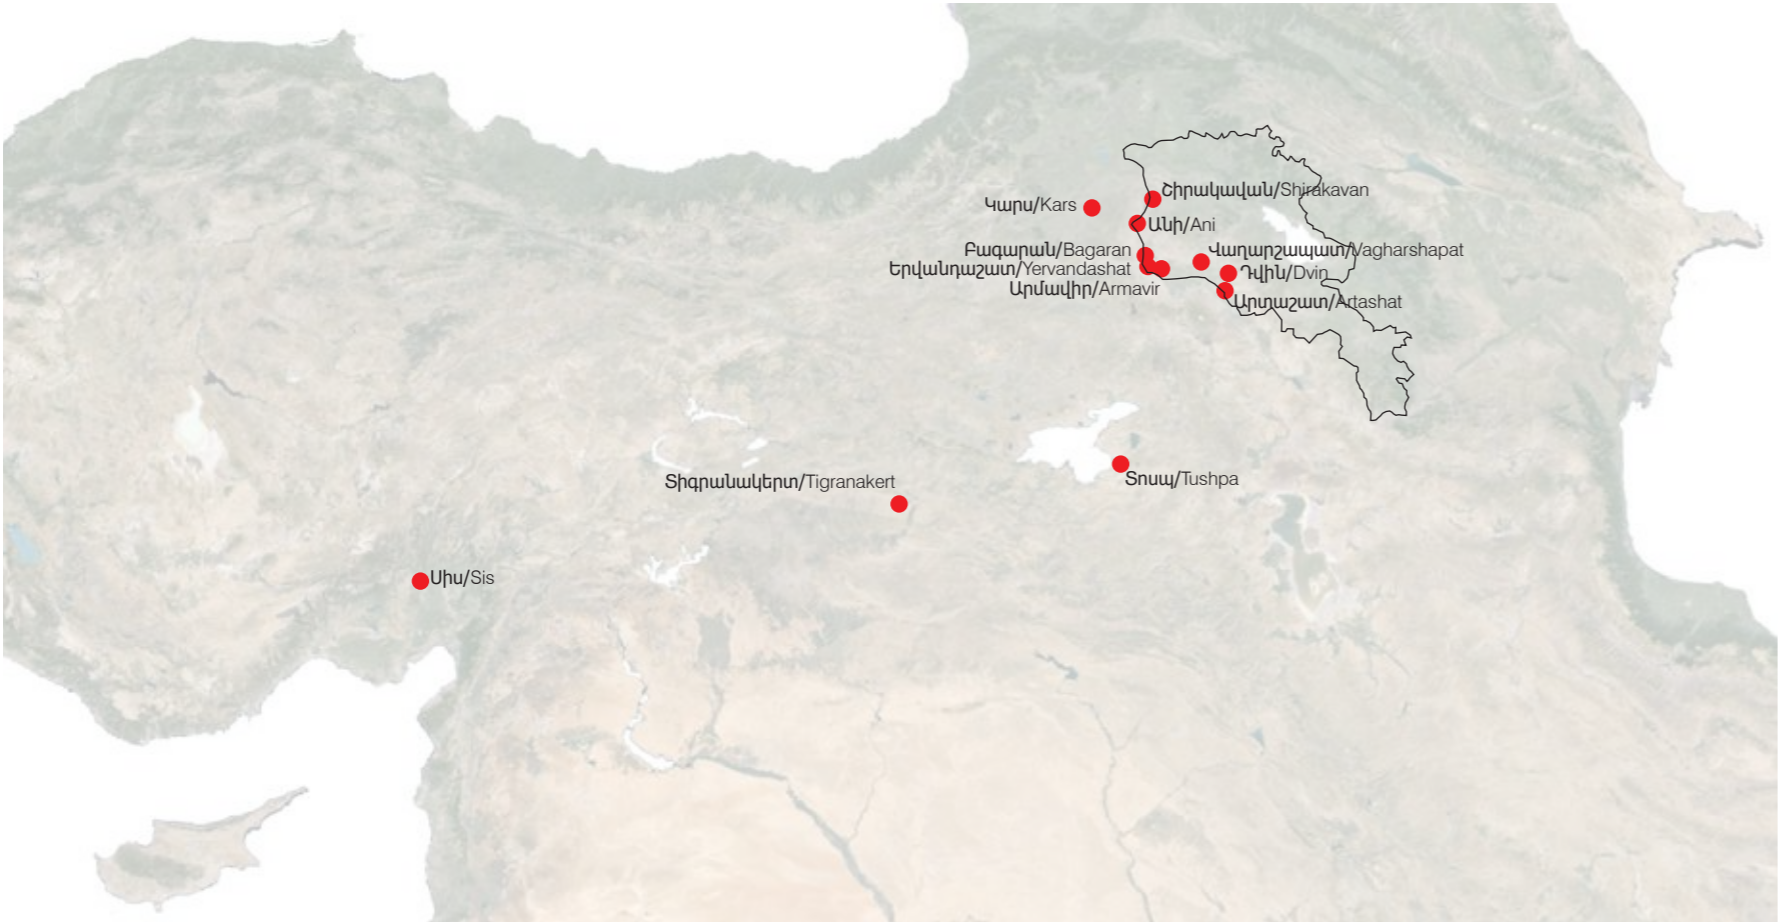 Շիրակավան/Shirakavan
Կարս/Kars
Անի/Ani
Բագարան/Bagaran
Վաղարշապատ/Vagharshapat
Երվանդաշատ/Yervandashat
Դվին/Dvin
Արմավիր/Armavir
Արտաշատ/Artashat
Տոսպ/Tushpa
Տիգրանակերտ/Tigranakert
Սիս/Sis